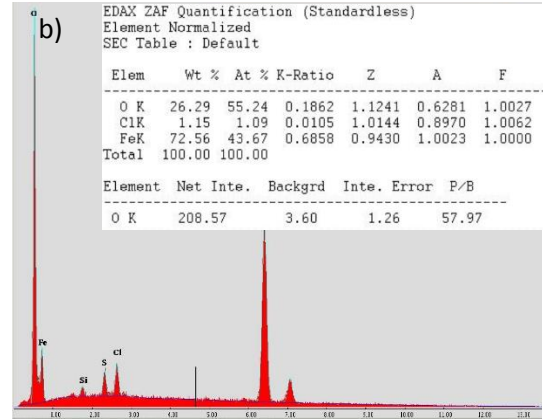 b)
EDAX ZAF Quantification (Standardless)
Element Normalized
SEC Table : Default
Elem Wt % At % K-Ratio Z A F
O K 26.29 55.24 0.1862 1.1241 0.6281 1.0027
ClK 1.15 1.09 0.0105 1.0144 0.8970 1.0062
FeK 72.56 43.67 0.6858 0.9430 1.0023 1.0000
Total 100.00 100.00
Element Net Inte. Backgrd Inte. Error P/B
O K 208.57 3.60 1.26 57.97
Fe
Si
S
Cl
1.00 2.00 3.00 4.00 5.00 6.00 7.00 8.00 9.00 10.00 11.00 12.00 13.00